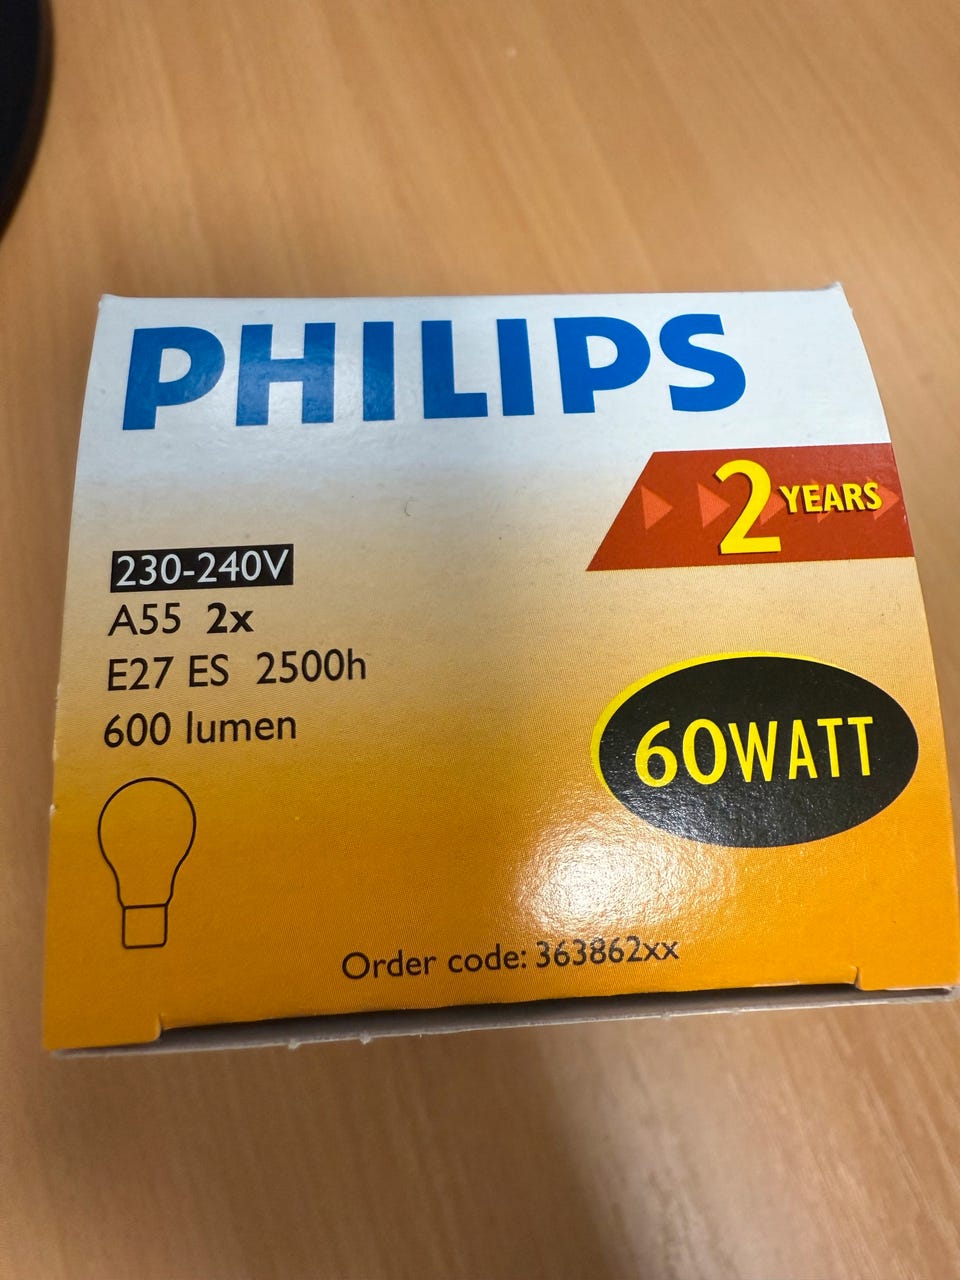 PHILIPS
2 YEARS
230-240V
A55 2x
E27 ES 2500h
600 lumen
60WATT
Order code: 363862xx